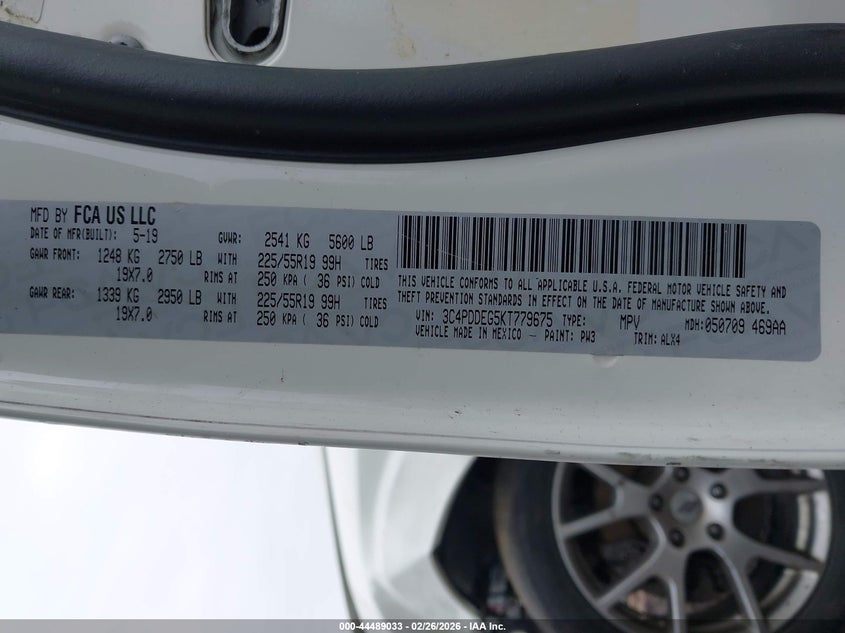 MFD BY FCA US LLC
DATE OF MFR(BUILT): 5-19 GVWR: 2541 KG 5600 LB
GAWR FRONT: 1248 KG 2750 LB WITH 225/55R19 99H TIRES
19X7.0 RIMS AT 250 KPA ( 36 PSI) COLD
GAWR REAR: 1339 KG 2950 LB WITH 225/55R19 99H TIRES
19X7.0 RIMS AT 250 KPA ( 36 PSI) COLD
THIS VEHICLE CONFORMS TO ALL APPLICABLE U.S.A. FEDERAL MOTOR VEHICLE SAFETY AND
THEFT PREVENTION STANDARDS IN EFFECT ON THE DATE OF MANUFACTURE SHOWN ABOVE.
VIN: 3C4PDDEG5KT779675 TYPE: MPV MDH: 050709 469AA
VEHICLE MADE IN MEXICO - PAINT: PW3 TRIM: ALX4
000-44489033 - 02/26/2026 - IAA Inc.